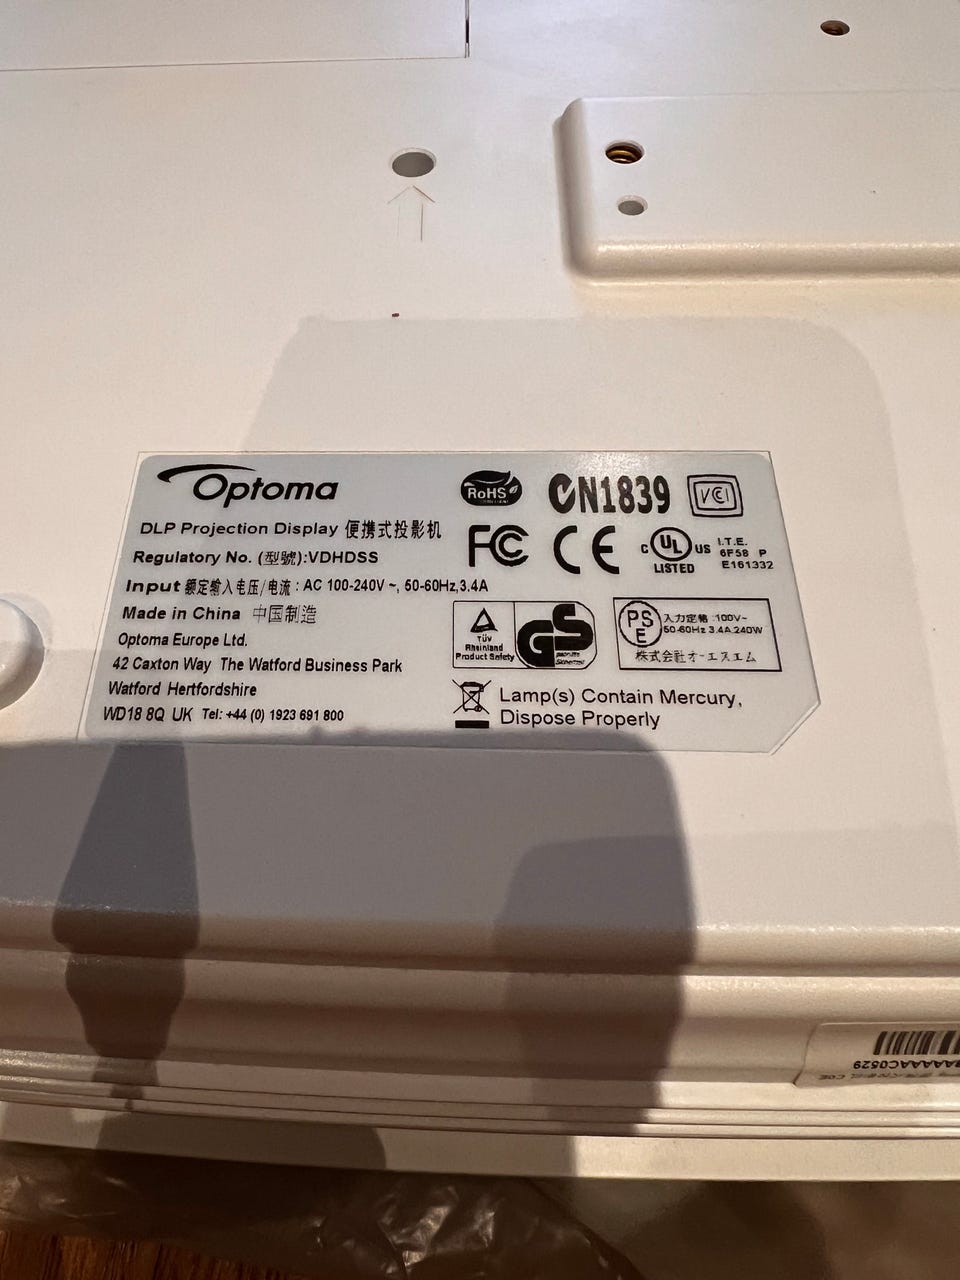 Optoma
DLP Projection Display 便携式投影机
Regulatory No. (型號):VDHDSS
Input 额定输入电压/电流 : AC 100-240V ~, 50-60Hz,3.4A
Made in China 中国制造
Optoma Europe Ltd.
42 Caxton Way The Watford Business Park
Watford Hertfordshire
WD18 8Q UK Tel: +44 (0) 1923 691 800
RoHS
N1839
VCI
FC CE
C UL US
LISTED
I.T.E.
6F58 P
E161332
TÜV
Rheinland
Product Safety
GS
PS
E
入力定格 :100V~
50-60Hz 3.4A 240W
株式会社オーエスエム
Lamp(s) Contain Mercury,
Dispose Properly
AAAAAC0529